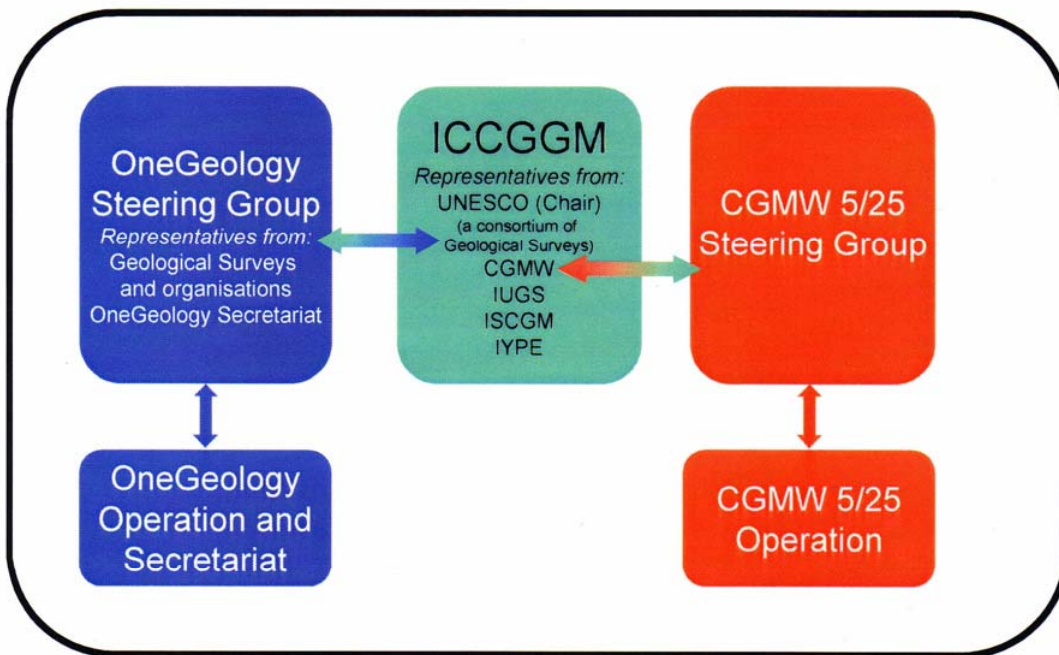 OneGeology
Steering Group
Representatives from:
Geological Surveys
and organisations
OneGeology Secretariat
ICCGGM
Representatives from:
UNESCO (Chair)
(a consortium of
Geological Surveys)
CGMW
IUGS
ISCGM
IYPE
CGMW 5/25
Steering Group
OneGeology
Operation and
Secretariat
CGMW 5/25
Operation